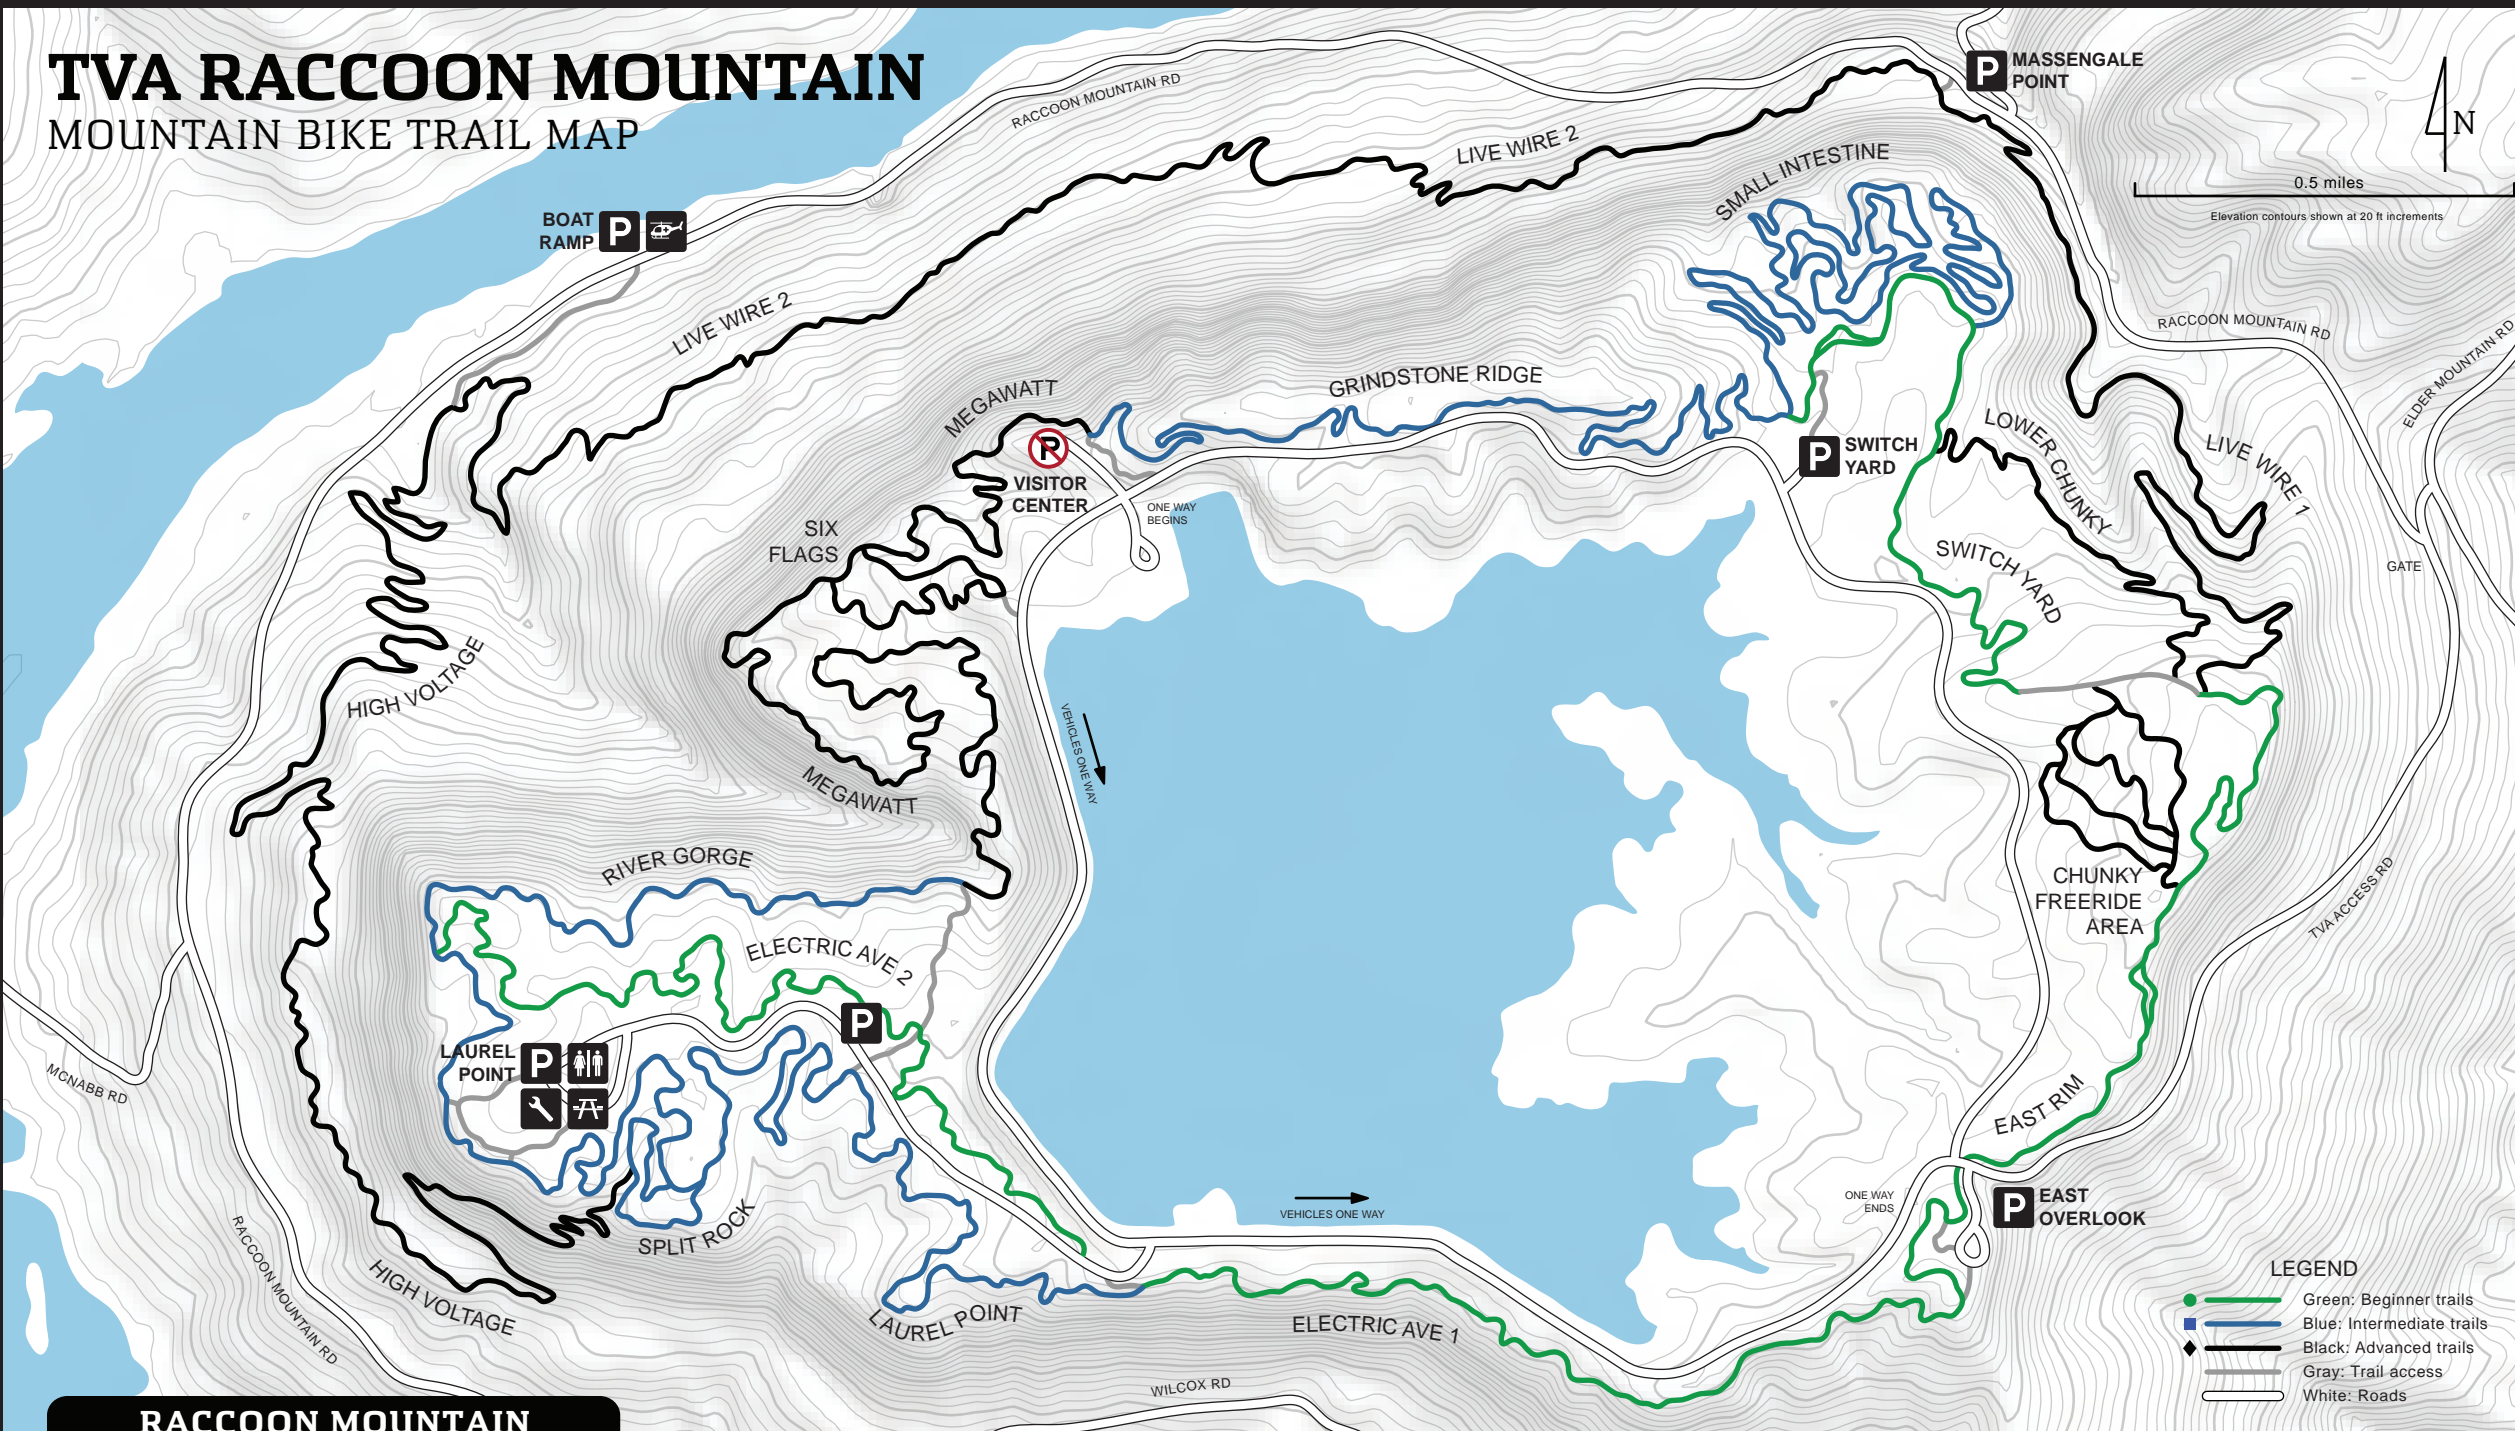 TVA RACCOON MOUNTAIN
MOUNTAIN BIKE TRAIL MAP
RACCOON MOUNTAIN RD
P
MASSENGALE
POINT
N
0.5 miles
Elevation contours shown at 20 ft increments
LIVE WIRE 2
SMALL INTESTINE
BOAT
RAMP
P
LIVE WIRE 2
RACCOON MOUNTAIN RD
ELDER MOUNTAIN RD
MEGAWATT
GRINDSTONE RIDGE
P
VISITOR
CENTER
ONE WAY
BEGINS
P
SWITCH
YARD
LOWER CHUNKY
LIVE WIRE 1
SIX
FLAGS
SWITCH YARD
GATE
HIGH VOLTAGE
VEHICLES ONE WAY
MEGAWATT
RIVER GORGE
CHUNKY
FREERIDE
AREA
TVA ACCESS RD
ELECTRIC AVE 2
P
LAUREL
POINT
P
MCNABB RD
EAST RIM
SPLIT ROCK
VEHICLES ONE WAY
ONE WAY
ENDS
P
EAST
OVERLOOK
RACCOON MOUNTAIN RD
HIGH VOLTAGE
LAUREL POINT
ELECTRIC AVE 1
WILCOX RD
LEGEND
Green: Beginner trails
Blue: Intermediate trails
Black: Advanced trails
Gray: Trail access
White: Roads
RACCOON MOUNTAIN